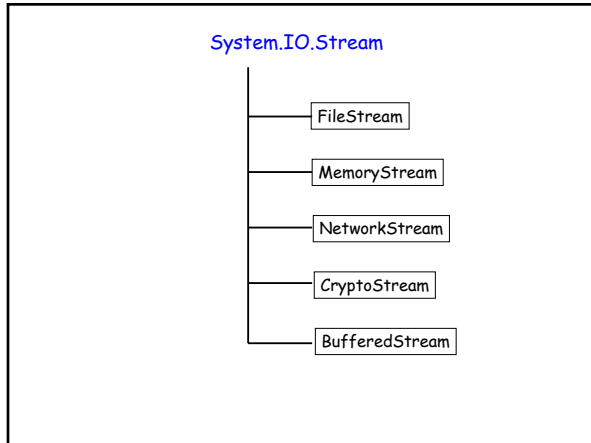 System.IO.Stream
FileStream
MemoryStream
NetworkStream
CryptoStream
BufferedStream